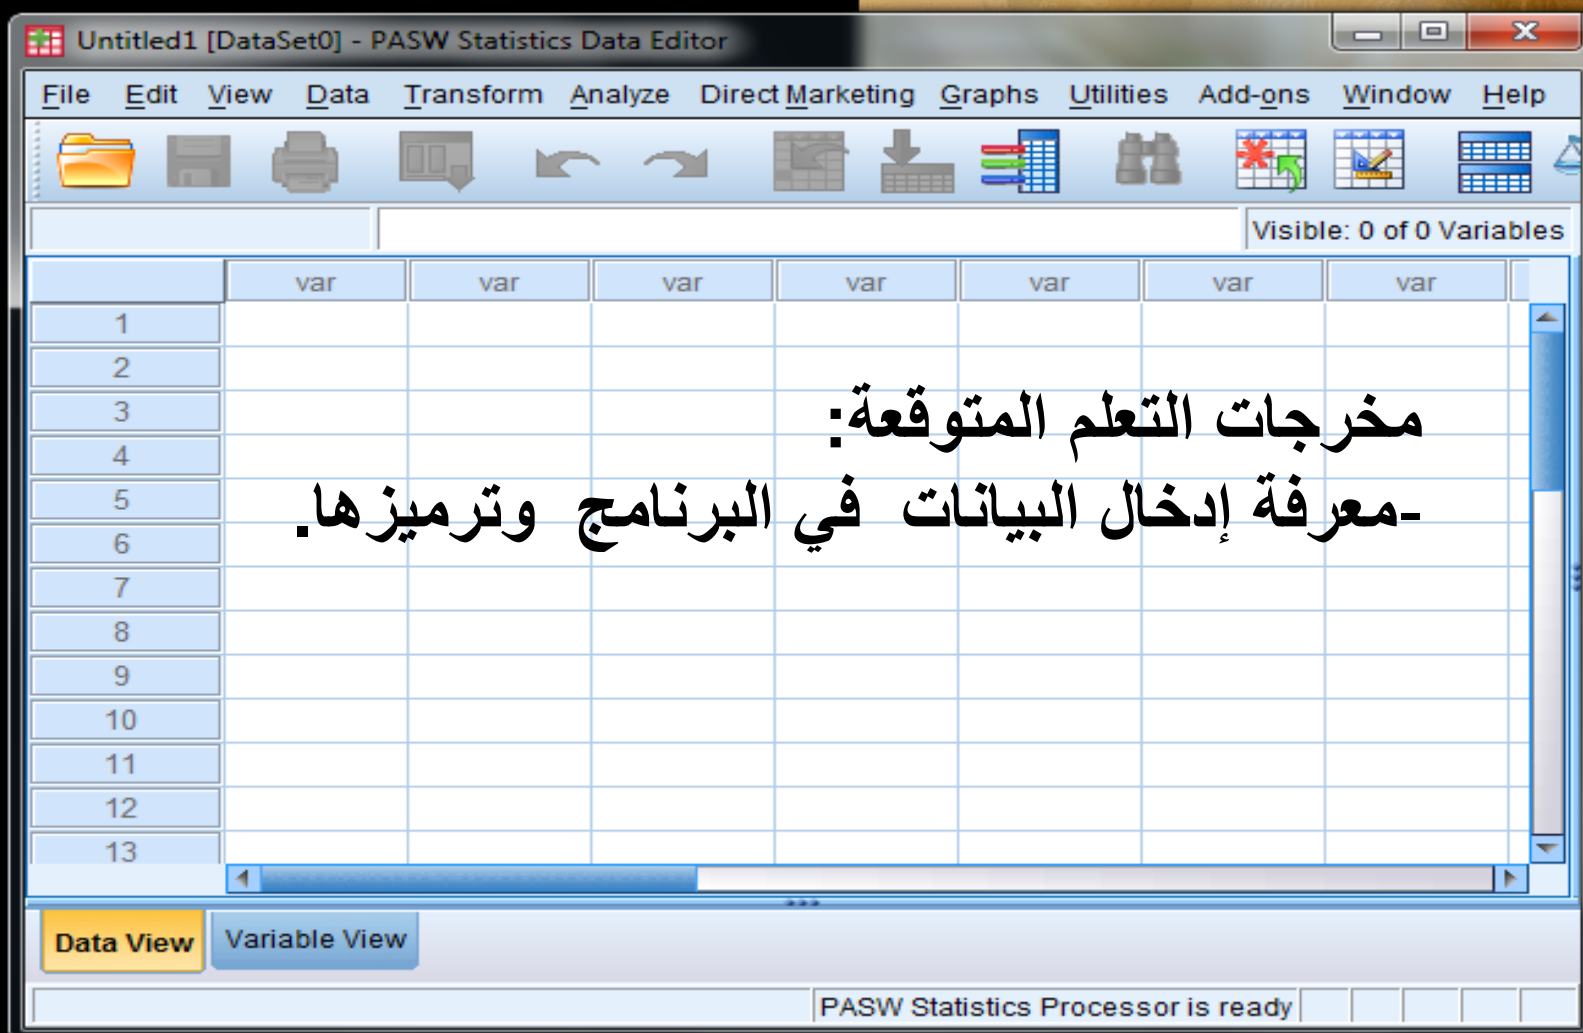 Untitled1 [DataSet0] - PASW Statistics Data Editor
File Edit View Data Transform Analyze Direct Marketing Graphs Utilities Add-ons Window Help
Visible: 0 of 0 Variables
var var var var var var var
1
2
3
مخرجات التعلم المتوقعة:
4
5
-معرفة إدخال البيانات في البرنامج وترميزها.
6
7
8
9
10
11
12
13
Data View Variable View
PASW Statistics Processor is ready